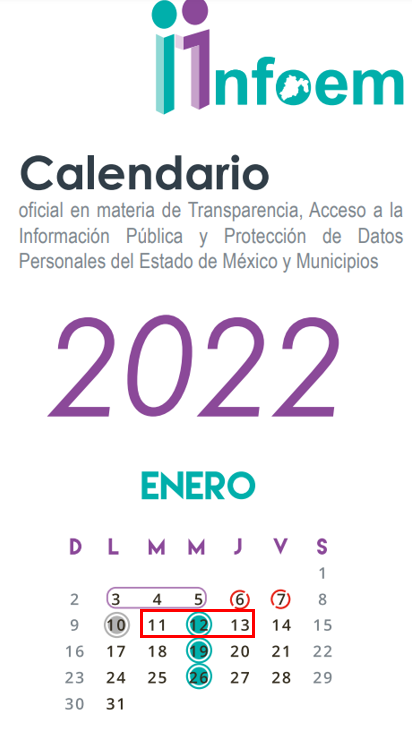 infoem
Calendario
oficial en materia de Transparencia, Acceso a la
Información Pública y Protección de Datos
Personales del Estado de México y Municipios
2022
ENERO
D L M M J V S
1
2 3 4 5 6 7 8
9 10 11 12 13 14 15
16 17 18 19 20 21 22
23 24 25 26 27 28 29
30 31